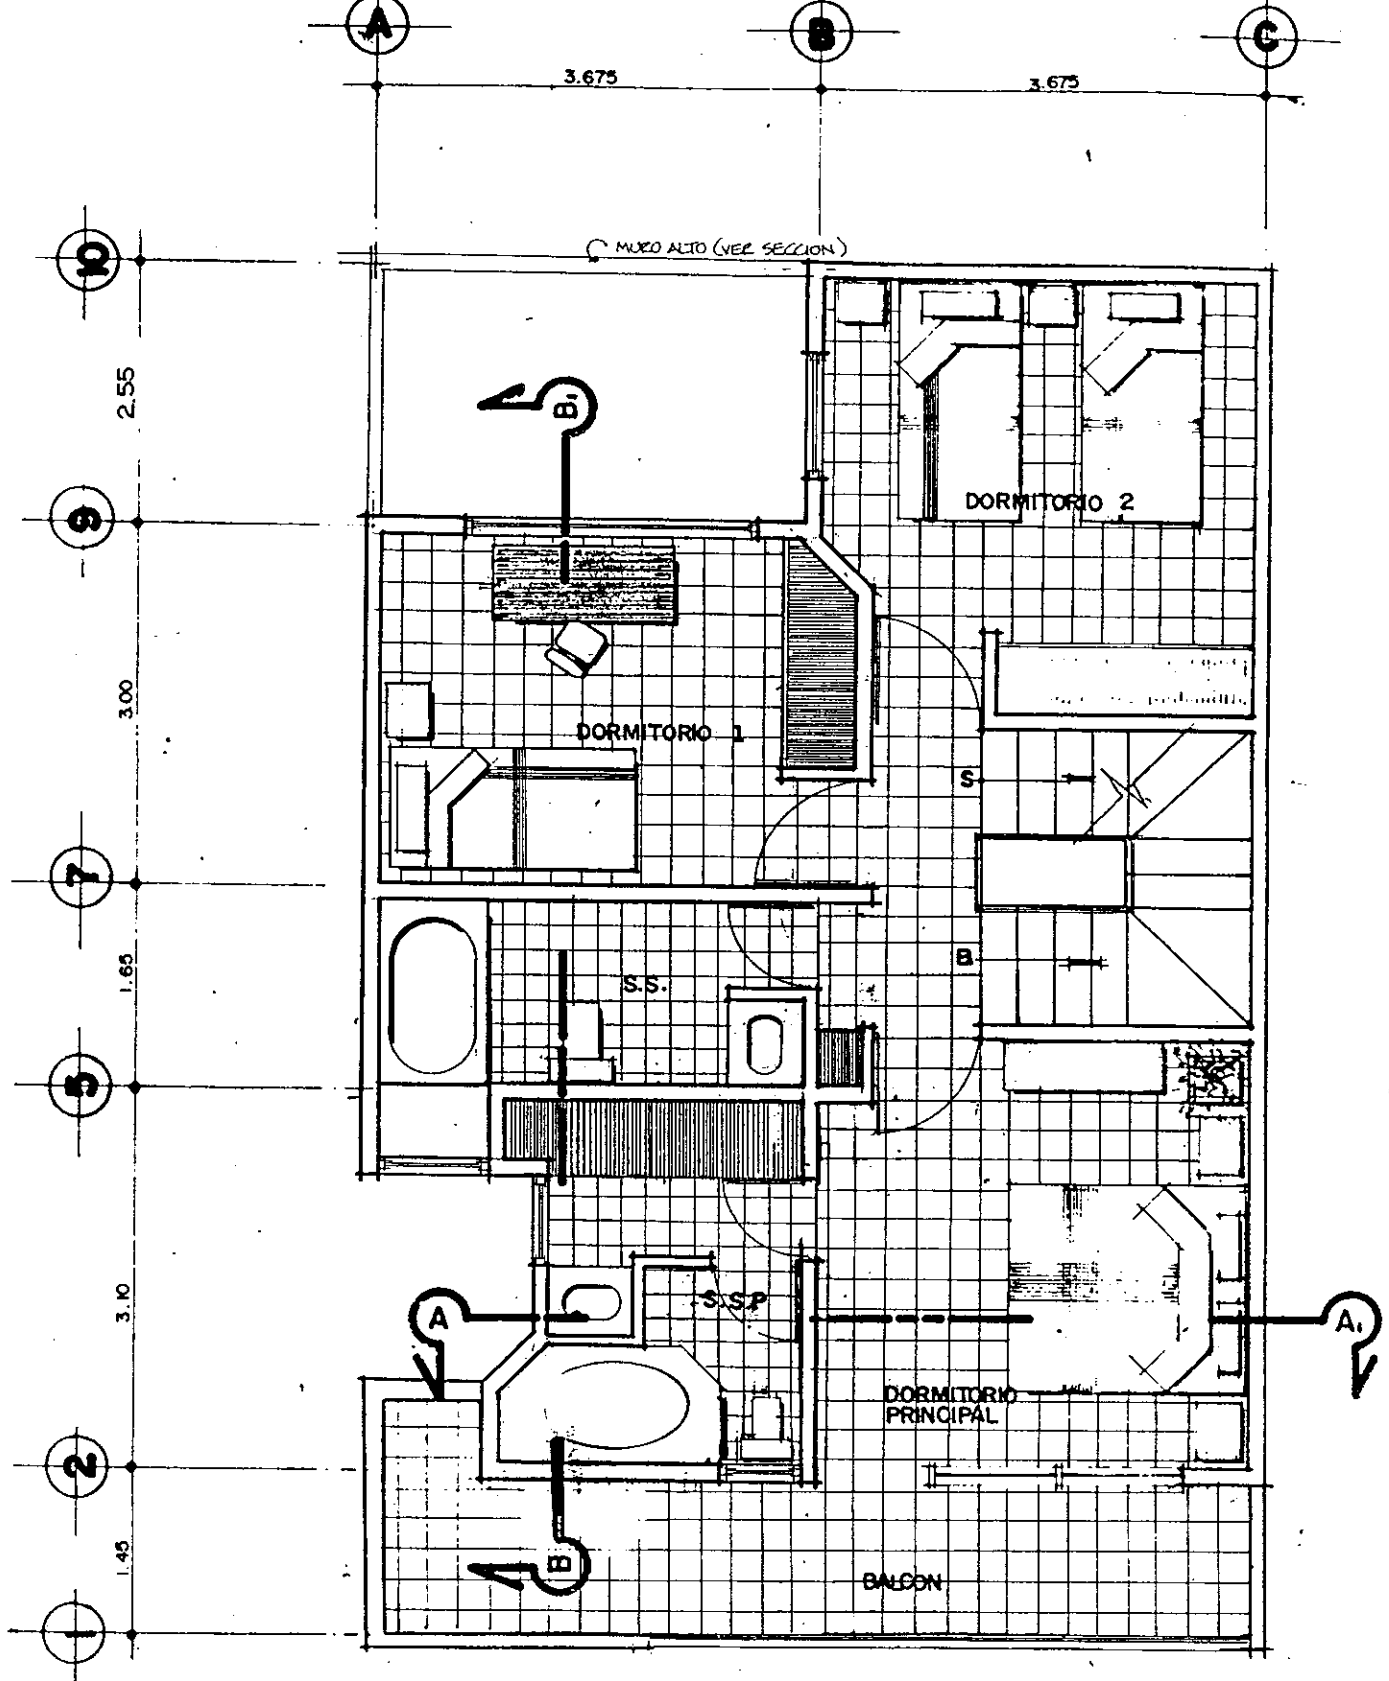 A B C
3.675 3.675
MURO ALTO (VER SECCION)
10
2.55
B1
9
DORMITORIO 2
3.00
DORMITORIO 1
S
7
1.65
S.S.
B
5
3.10
S.S.P
A
A1
DORMITORIO
PRINCIPAL
2
1.45
B
BALCON
1